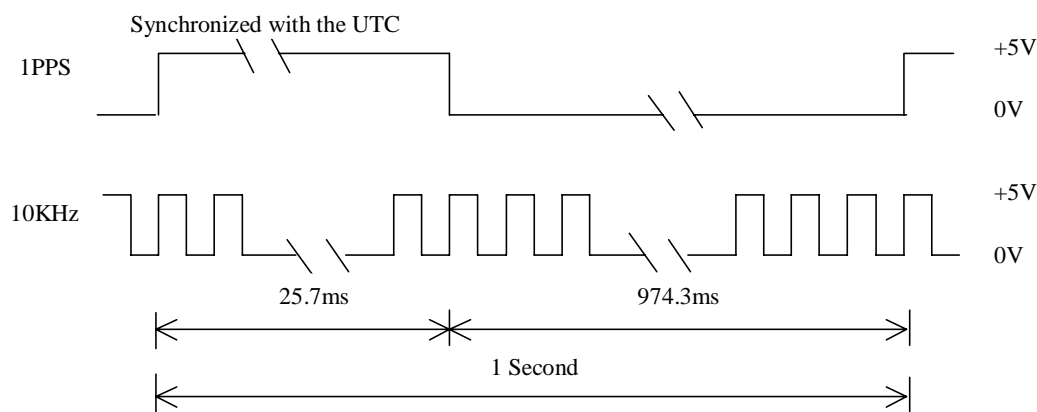 Synchronized with the UTC
1PPS
+5V
0V
10KHz
+5V
0V
25.7ms
974.3ms
1 Second